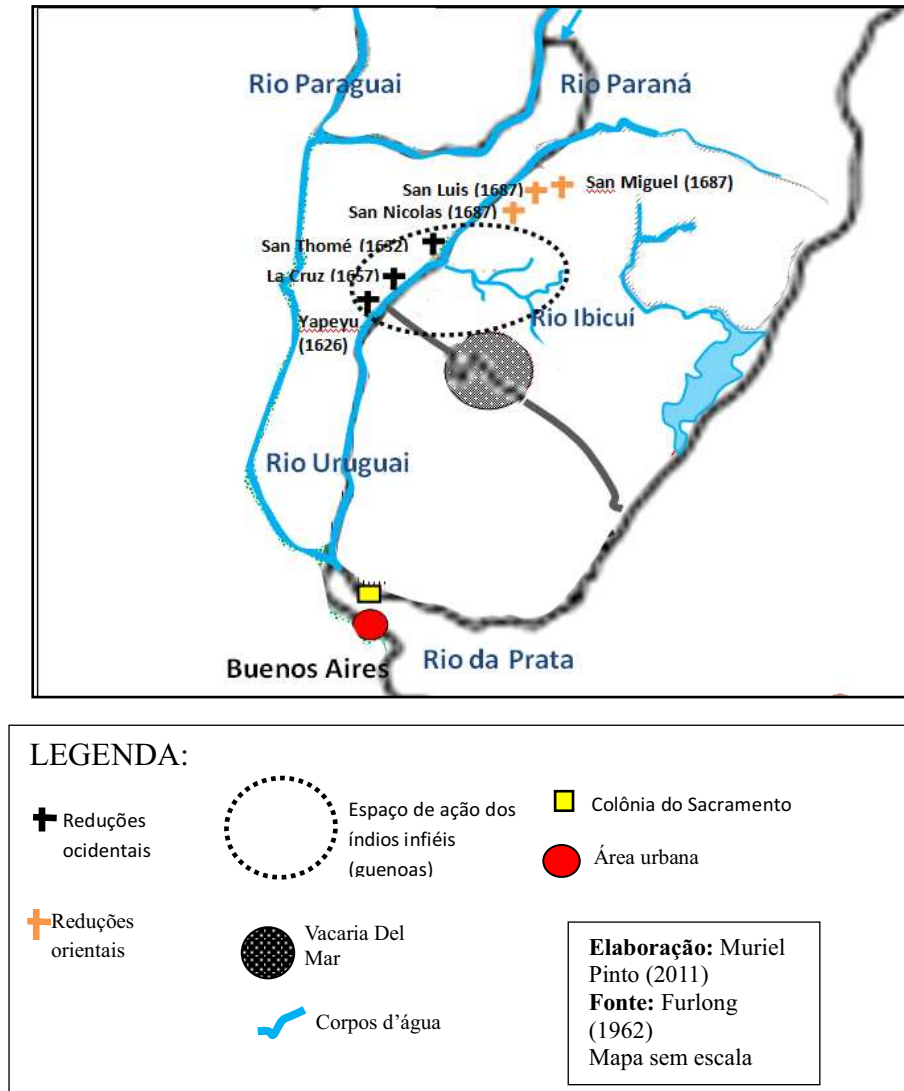 Rio Paraguai
Rio Paraná
San Luis (1687)
San Miguel (1687)
San Nicolas (1687)
San Thomé (1632)
La Cruz (1657)
Yapeyu
(1626)
Rio Ibicuí
Rio Uruguai
Buenos Aires
Rio da Prata
LEGENDA:
Reduções
ocidentais
Espaço de ação dos
índios infiéis
(guenoas)
Colônia do Sacramento
Área urbana
Reduções
orientais
Vacaria Del
Mar
Corpos d'água
Elaboração: Muriel
Pinto (2011)
Fonte: Furlong
(1962)
Mapa sem escala